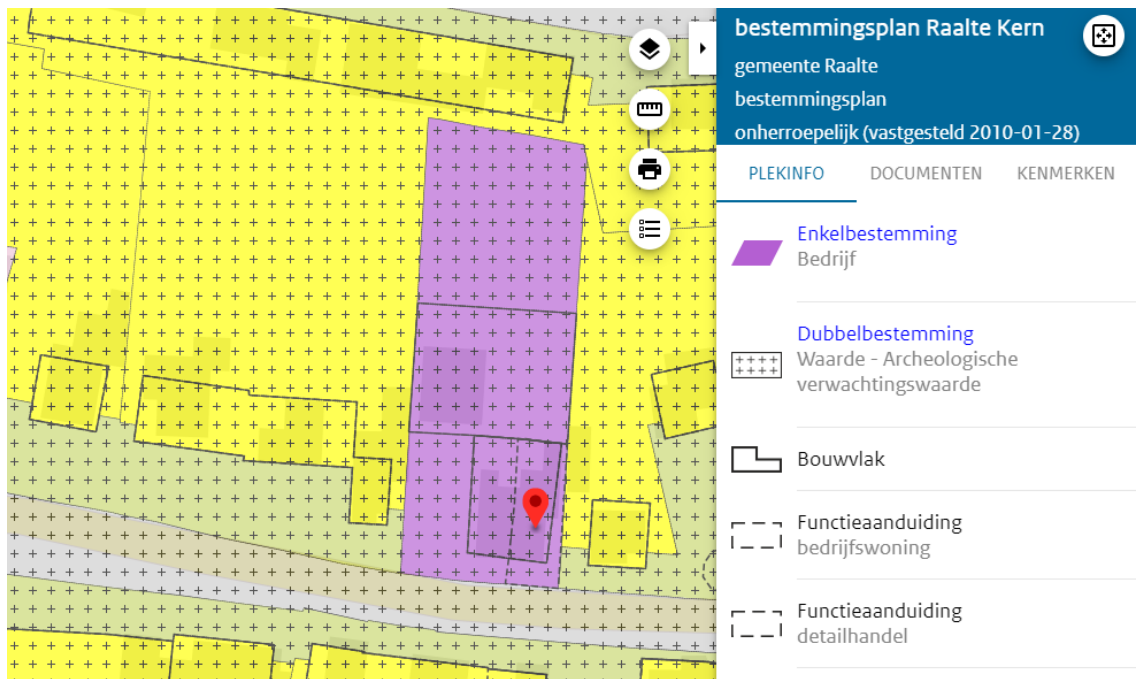 bestemmingsplan Raalte Kern
gemeente Raalte
bestemmingsplan
onherroepelijk (vastgesteld 2010-01-28)
PLEKINFO DOCUMENTEN KENMERKEN
Enkelbestemming
Bedrijf
Dubbelbestemming
Waarde - Archeologische
verwachtingswaarde
Bouwvlak
Functieaanduiding
bedrijfswoning
Functieaanduiding
detailhandel